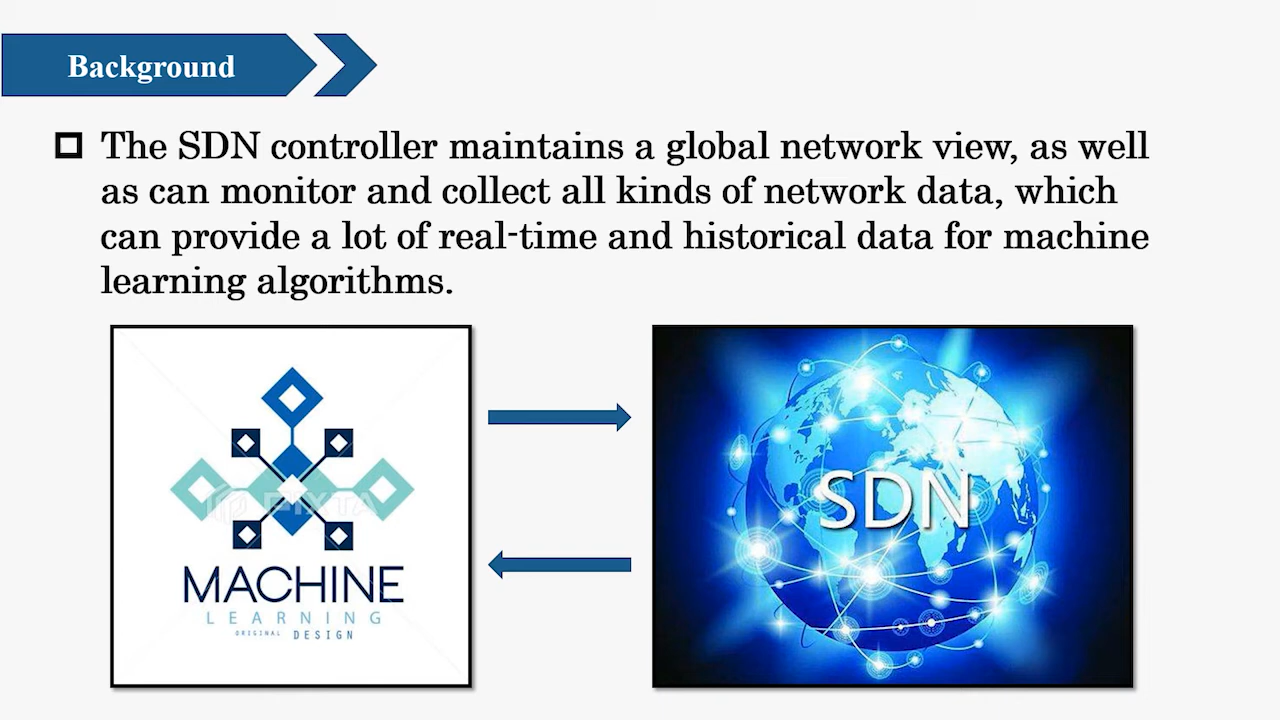 Background
The SDN controller maintains a global network view, as well
as can monitor and collect all kinds of network data, which
can provide a lot of real-time and historical data for machine
learning algorithms.
PIXTA
SDN
MACHINE
LEARNING
ORIGINAL DESIGN